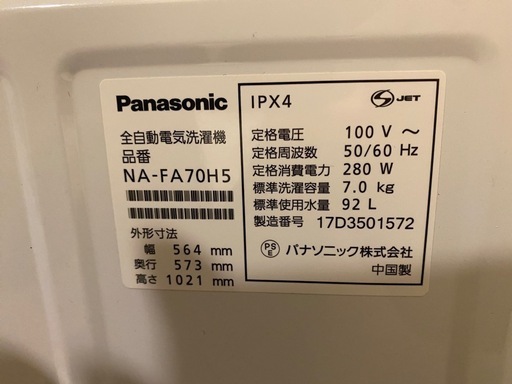 Panasonic
全自動電気洗濯機
品番
NA-FA70H5
外形寸法
幅 564 mm
奥行 573 mm
高さ 1021 mm
IPX4
S JET
定格電圧 100 V ～
定格周波数 50/60 Hz
定格消費電力 280 W
標準洗濯容量 7.0 kg
標準使用水量 92 L
製造番号 17D3501572
PS E パナソニック株式会社
中国製